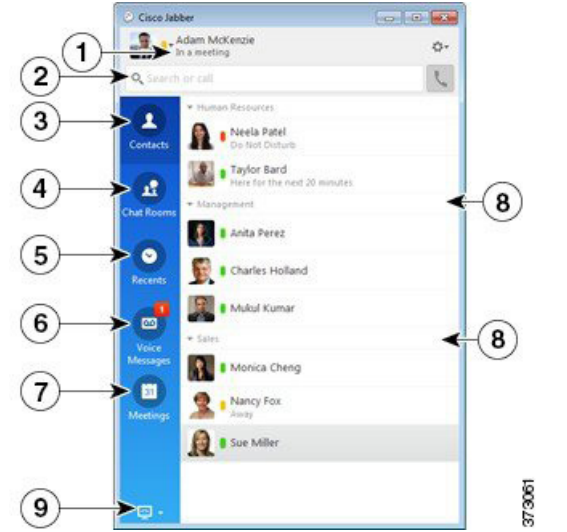 Cisco Jabber
1
Adam McKenzie
In a meeting
2
Search or call
3
Contacts
Human Resources
Neela Patel
Do Not Disturb
4
Chat Rooms
Taylor Bard
Here for the next 20 minutes
Management
8
Anita Perez
5
Recents
Charles Holland
6
1
Voice
Messages
Mukul Kumar
Sales
8
Monica Cheng
7
31
Meetings
Nancy Fox
Away
Sue Miller
9
373061